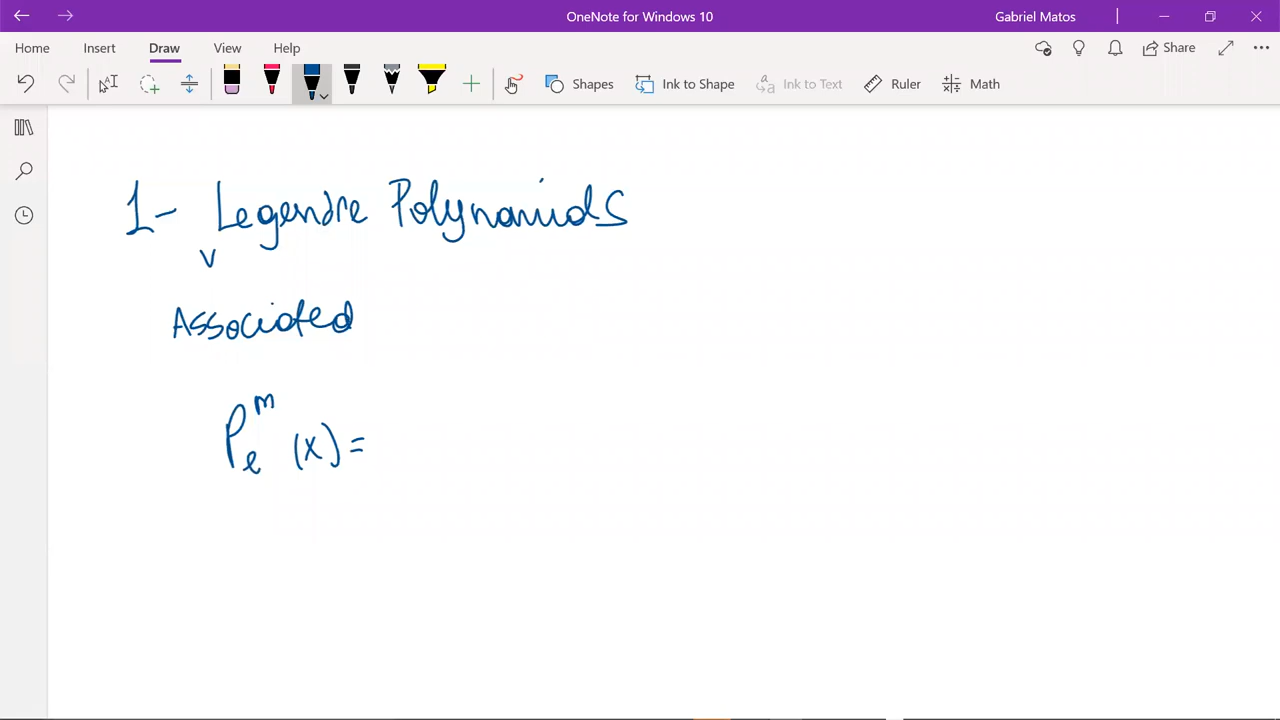 OneNote for Windows 10
Gabriel Matos
Home Insert Draw View Help
Share
Shapes Ink to Shape Ink to Text Ruler Math
1- Legendre Polynomials
v
Associated
P_l^m (x) =